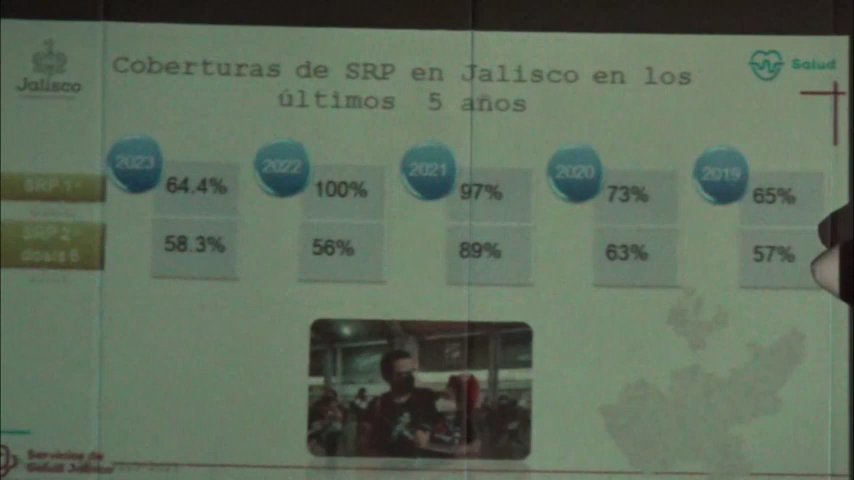 Jalisco
Coberturas de SRP en Jalisco en los
últimos 5 años
Salud
2023 2022 2021 2020 2019
SRP 1ª 64.4% 100% 97% 73% 65%
SRP 2ª
dosis 6 58.3% 56% 89% 63% 57%
Servicios de
Salud Jalisco